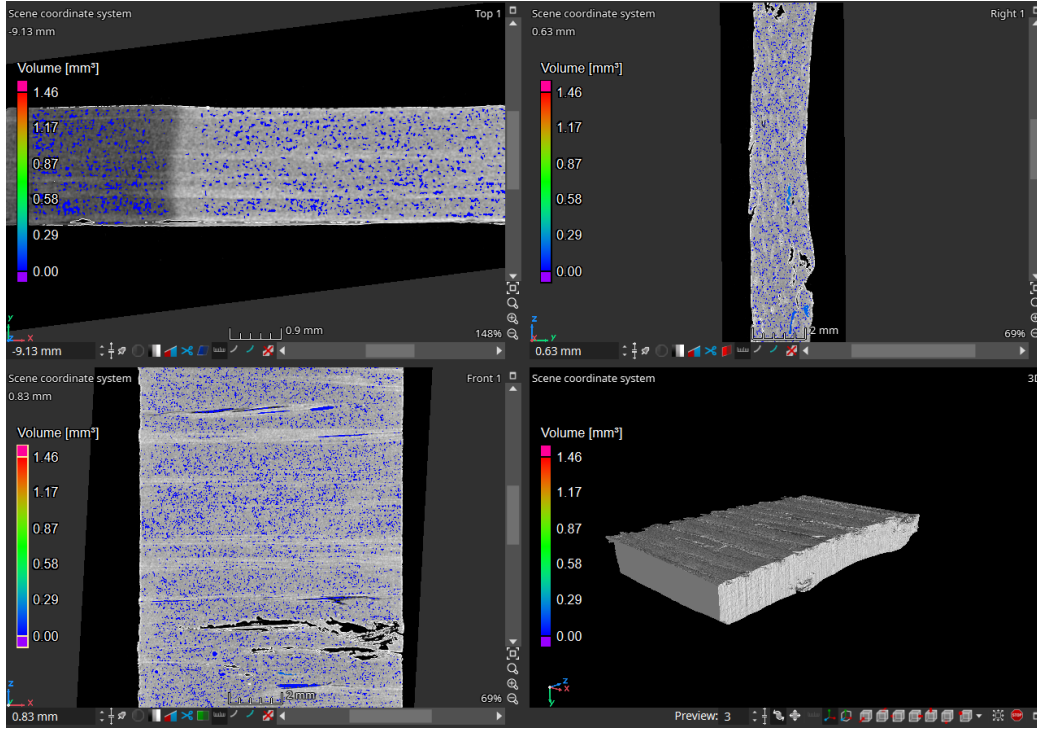 Scene coordinate system
Top 1
-9.13 mm
Volume [mm³]
1.46
1.17
0.87
0.58
0.29
0.00
0.9 mm
148%
-9.13 mm
Scene coordinate system
Right 1
0.63 mm
Volume [mm³]
1.46
1.17
0.87
0.58
0.29
0.00
2 mm
69%
0.63 mm
Scene coordinate system
Front 1
0.83 mm
Volume [mm³]
1.46
1.17
0.87
0.58
0.29
0.00
2 mm
69%
0.83 mm
Scene coordinate system
3D
Volume [mm³]
1.46
1.17
0.87
0.58
0.29
0.00
Preview: 3